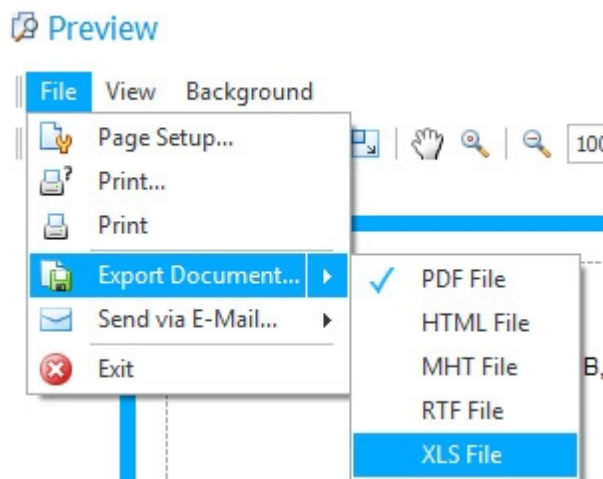 Preview
File View Background
Page Setup...
100
Print...
Print
Export Document...
PDF File
Send via E-Mail...
HTML File
Exit
MHT File
B,
RTF File
XLS File